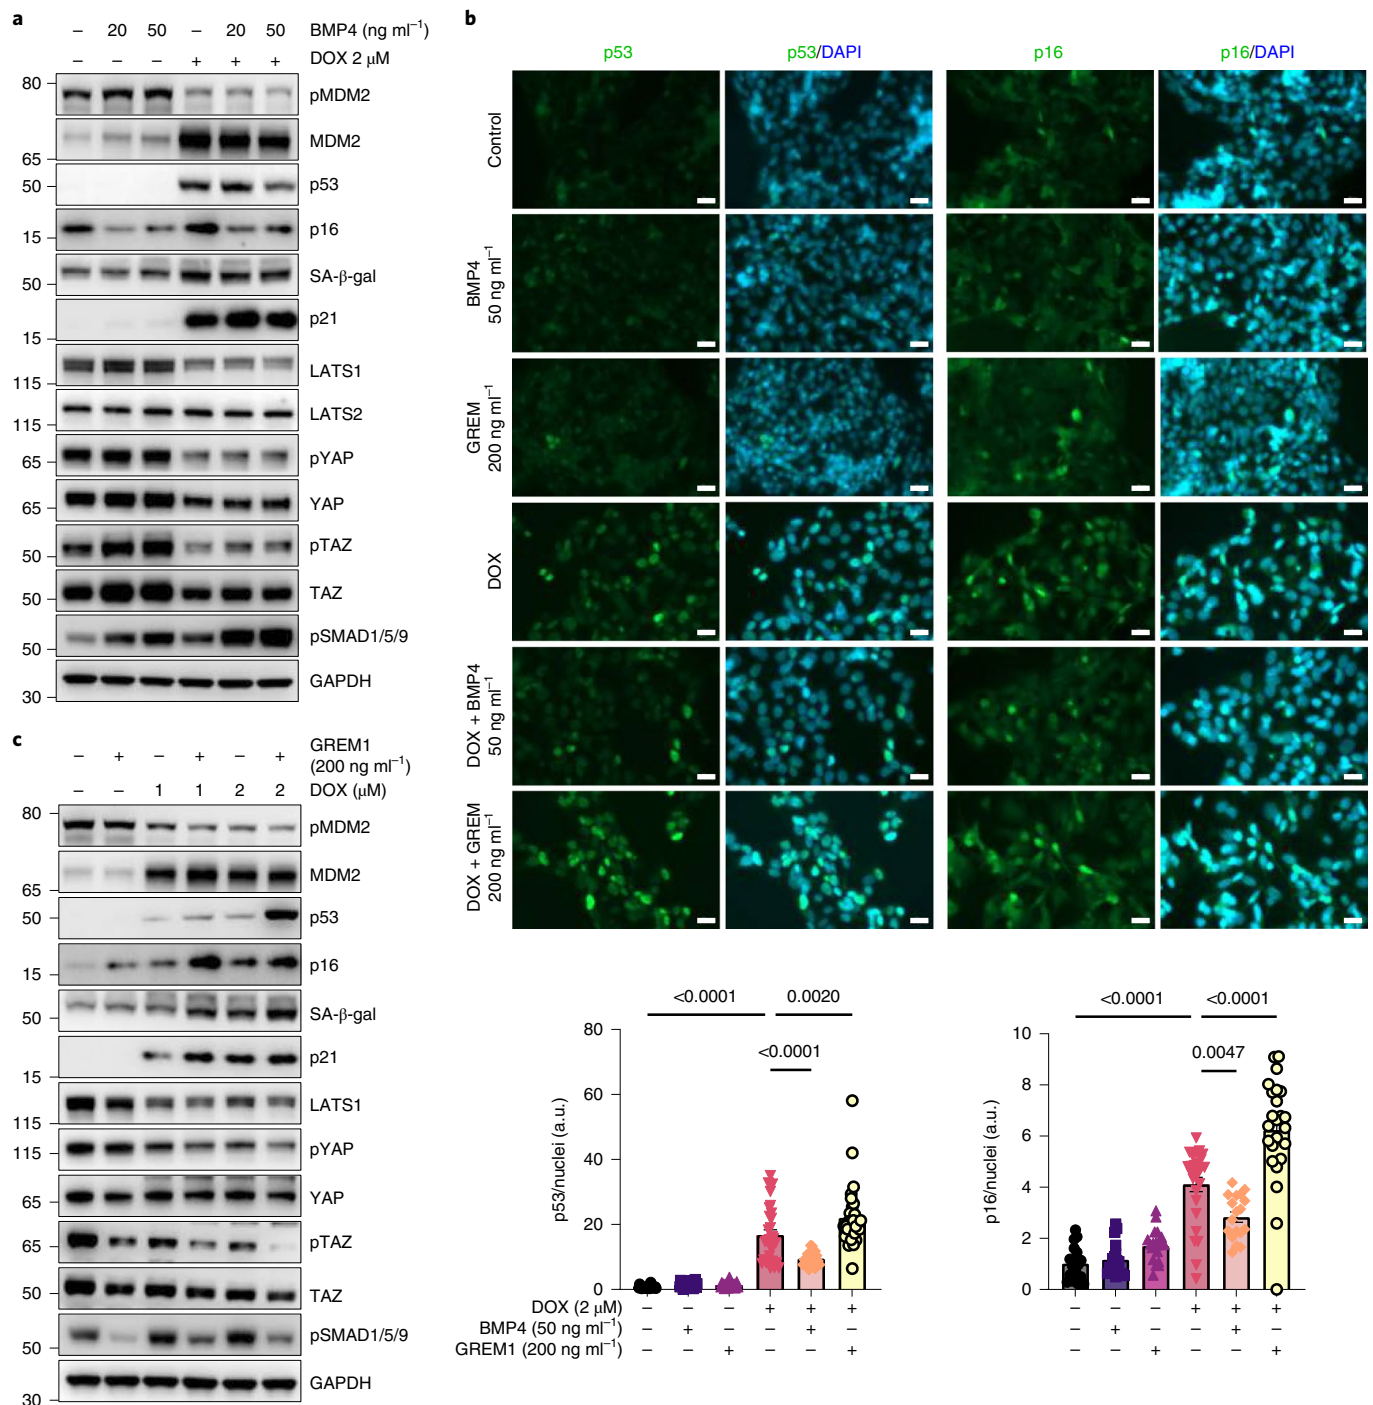 a
– 20 50 – 20 50 BMP4 (ng ml⁻¹)
– – – + + + DOX 2 μM
80 pMDM2
MDM2
65
50 p53
p16
15
SA-β-gal
50
p21
15
LATS1
115
LATS2
115
pYAP
65
YAP
65
pTAZ
50
TAZ
50
pSMAD1/5/9
50
GAPDH
30
b
p53 p53/DAPI p16 p16/DAPI
Control
BMP4
50 ng ml⁻¹
GREM
200 ng ml⁻¹
DOX
DOX + BMP4
50 ng ml⁻¹
DOX + GREM
200 ng ml⁻¹
<0.0001 0.0020
<0.0001
80
60
40
20
0
p53/nuclei (a.u.)
<0.0001 <0.0001
0.0047
10
8
6
4
2
0
p16/nuclei (a.u.)
DOX (2 μM) – – – + + + – – – + + +
BMP4 (50 ng ml⁻¹) – + – – + – – + – – + –
GREM1 (200 ng ml⁻¹) – – + – – + – – + – – +
c
– + – + – + GREM1
(200 ng ml⁻¹)
– – 1 1 2 2 DOX (μM)
80
pMDM2
MDM2
65
50 p53
p16
15
SA-β-gal
50
p21
15
LATS1
115
pYAP
115
YAP
65
pTAZ
65
TAZ
50
pSMAD1/5/9
50
GAPDH
30